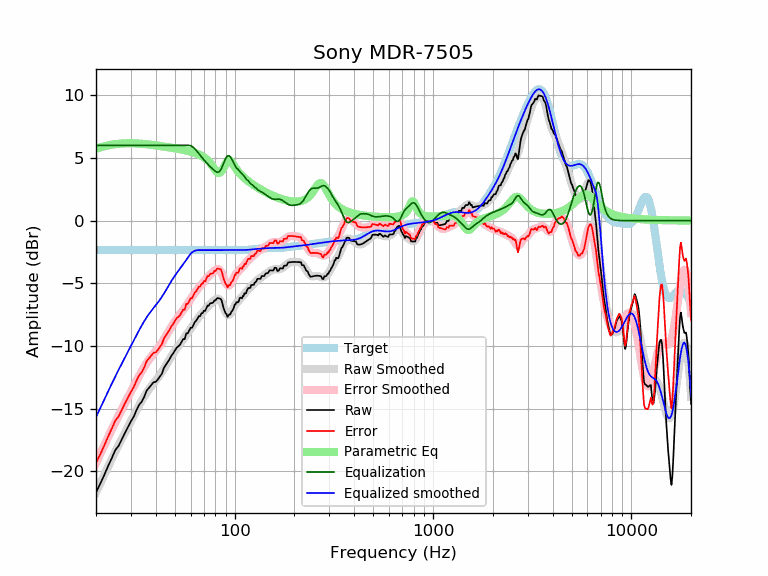 Sony MDR-7505
Amplitude (dBr)
10
5
0
−5
−10
−15
−20
Target
Raw Smoothed
Error Smoothed
Raw
Error
Parametric Eq
Equalization
Equalized smoothed
100
1000
10000
Frequency (Hz)